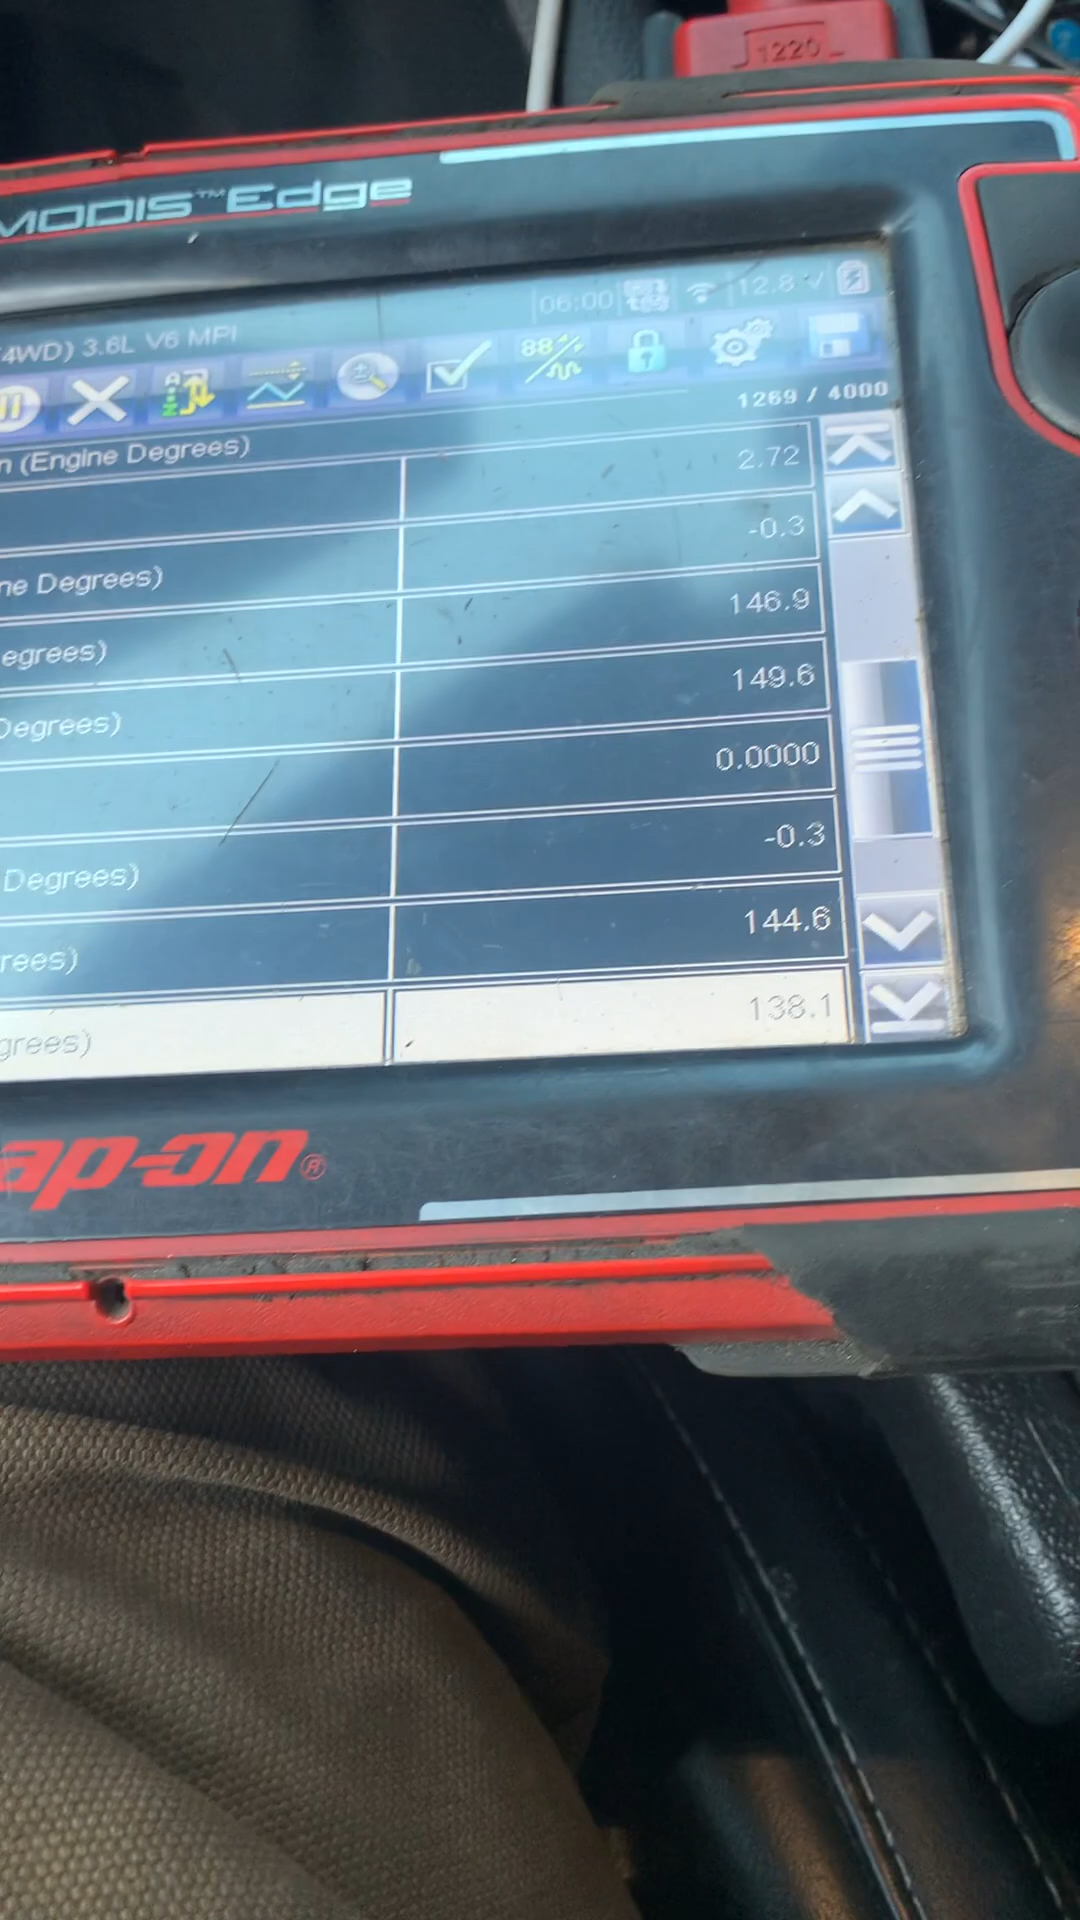 1220
MODIS™ Edge
06:00 12.8 V
4WD) 3.6L V6 MPI
1269 / 4000
n (Engine Degrees) 2.72
-0.3
ne Degrees)
146.9
egrees)
149.6
Degrees)
0.0000
-0.3
Degrees)
144.6
rees)
138.1
grees)
ap-on®